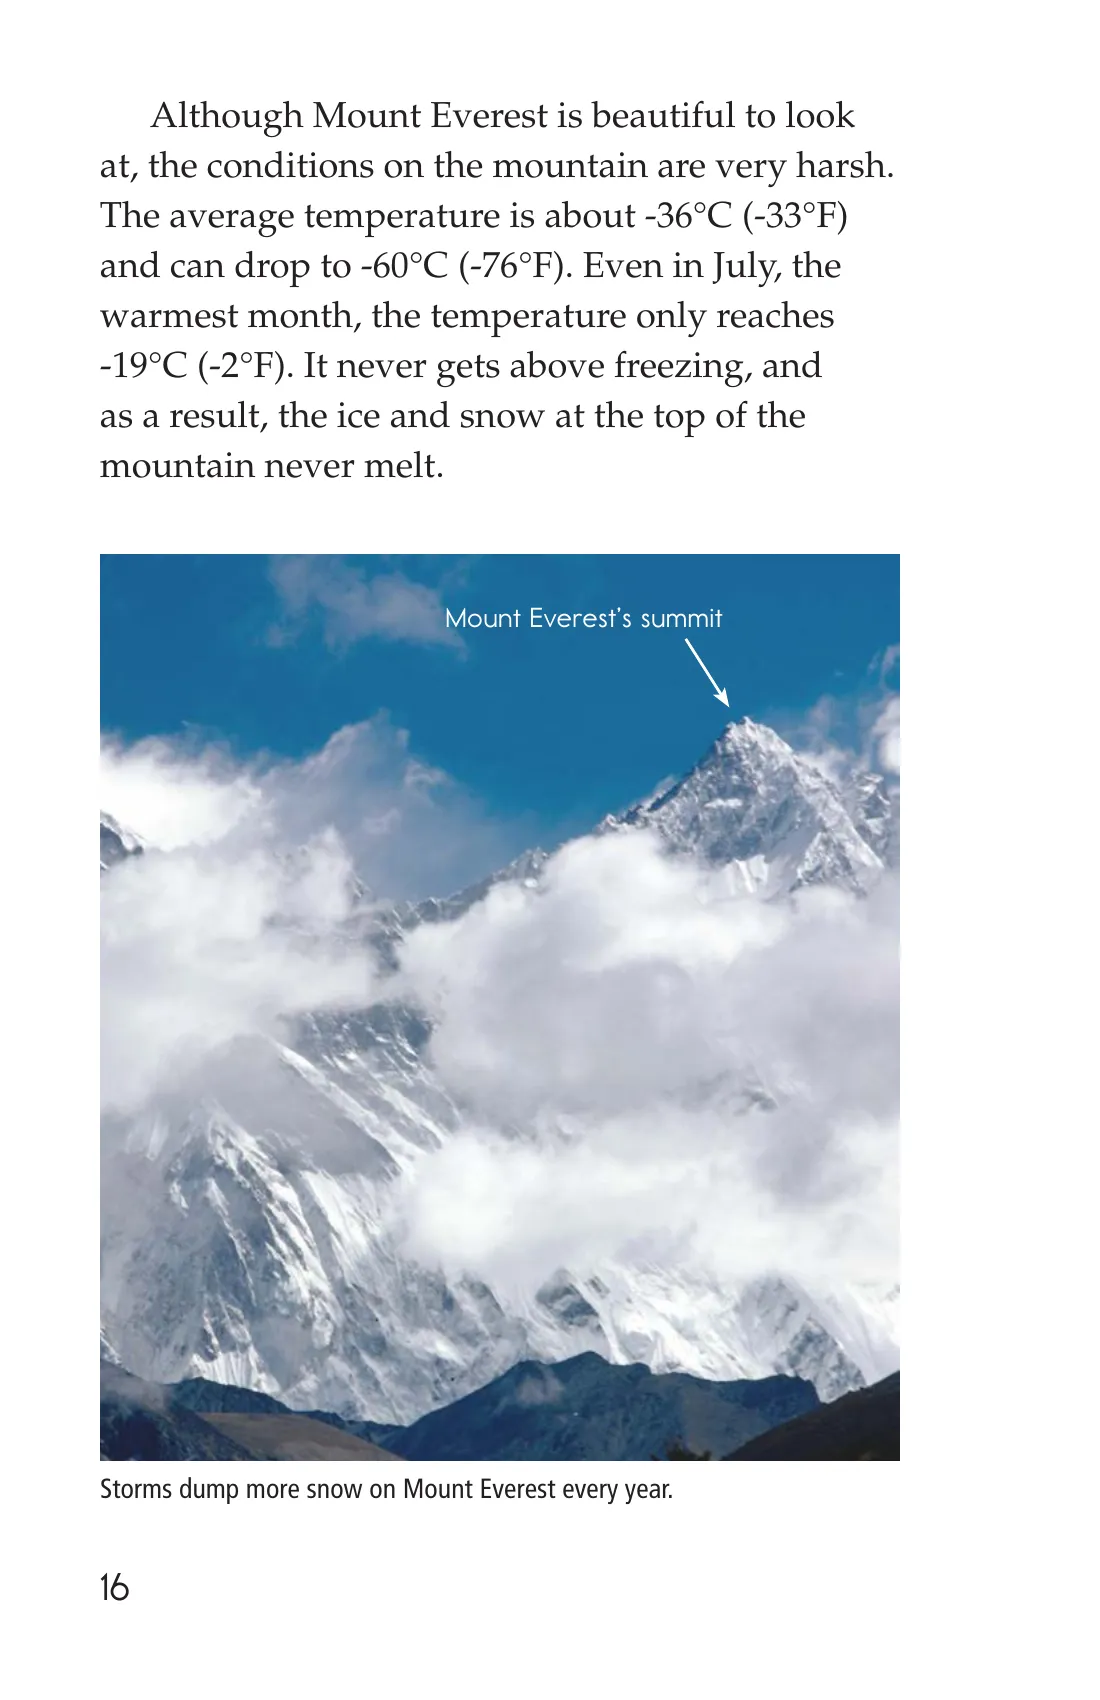 Although Mount Everest is beautiful to look
at, the conditions on the mountain are very harsh.
The average temperature is about -36°C (-33°F)
and can drop to -60°C (-76°F). Even in July, the
warmest month, the temperature only reaches
-19°C (-2°F). It never gets above freezing, and
as a result, the ice and snow at the top of the
mountain never melt.
Mount Everest's summit
Storms dump more snow on Mount Everest every year.
16